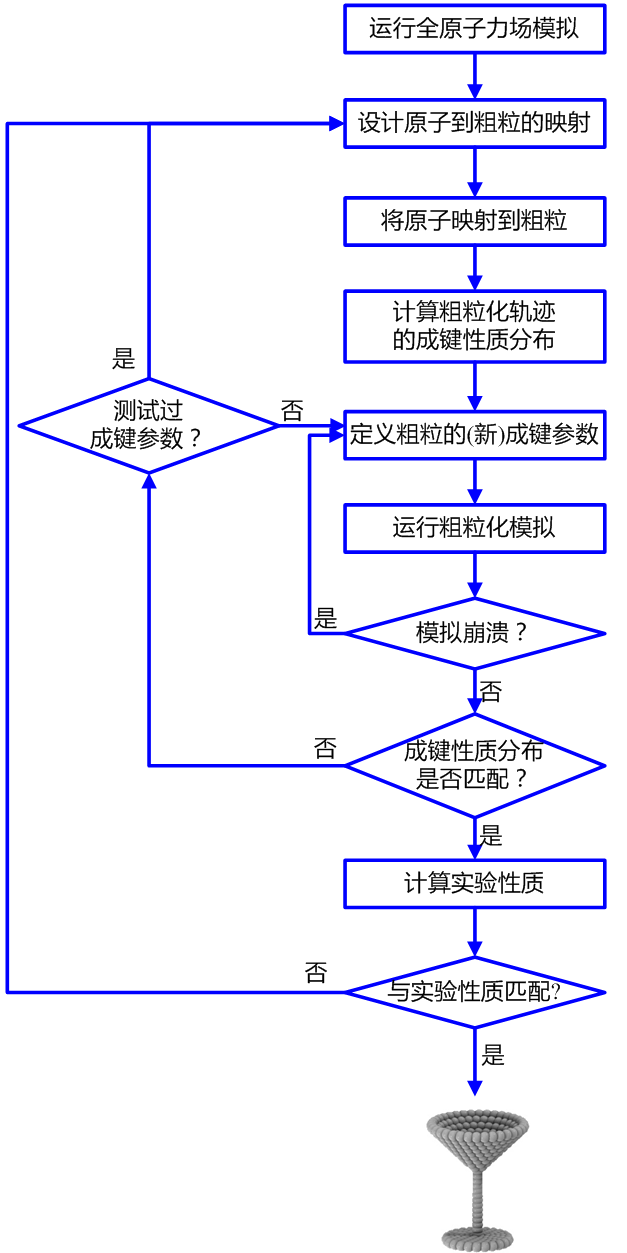 运行全原子力场模拟
设计原子到粗粒的映射
将原子映射到粗粒
计算粗粒化轨迹
的成键性质分布
是
测试过
成键参数？
否
定义粗粒的(新)成键参数
运行粗粒化模拟
是
模拟崩溃？
否
否
成键性质分布
是否匹配？
是
计算实验性质
否
与实验性质匹配?
是